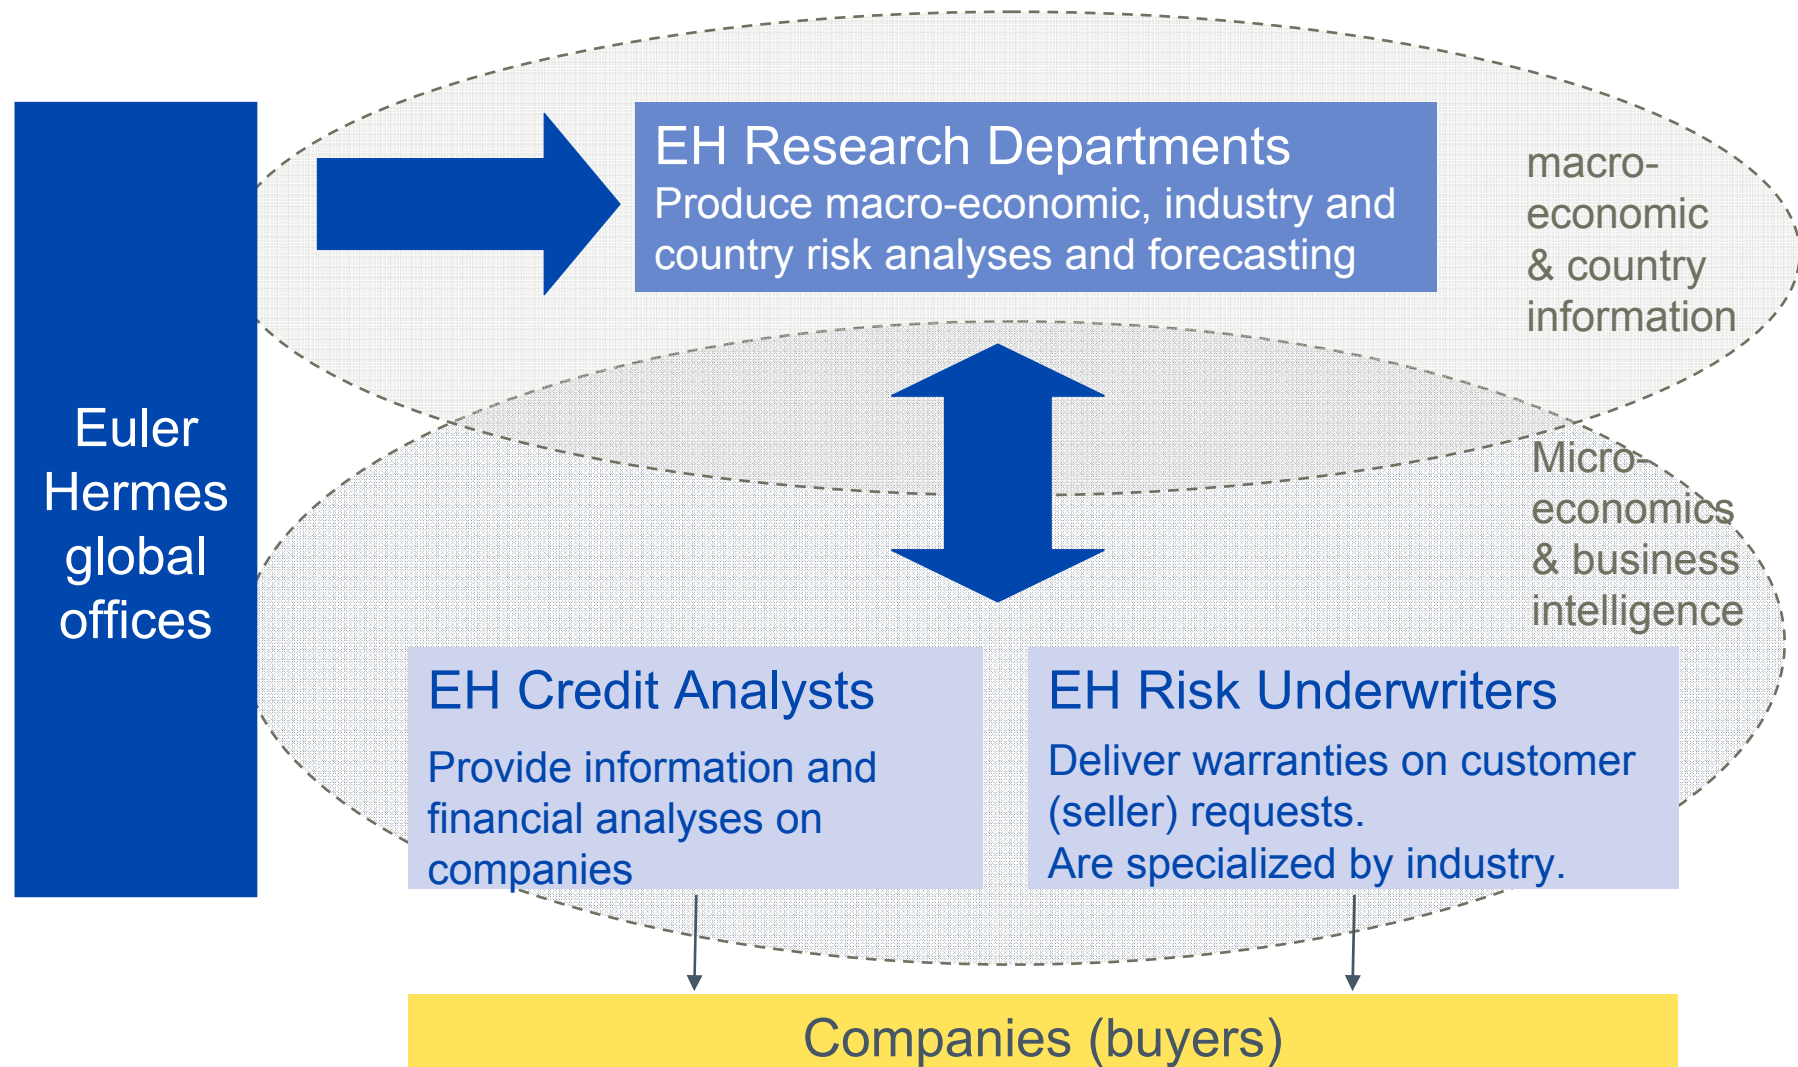 EH Research Departments
Produce macro-economic, industry and
country risk analyses and forecasting
macro-
economic
& country
information
Euler
Hermes
global
offices
Micro-
economics
& business
intelligence
EH Credit Analysts
Provide information and
financial analyses on
companies
EH Risk Underwriters
Deliver warranties on customer
(seller) requests.
Are specialized by industry.
Companies (buyers)